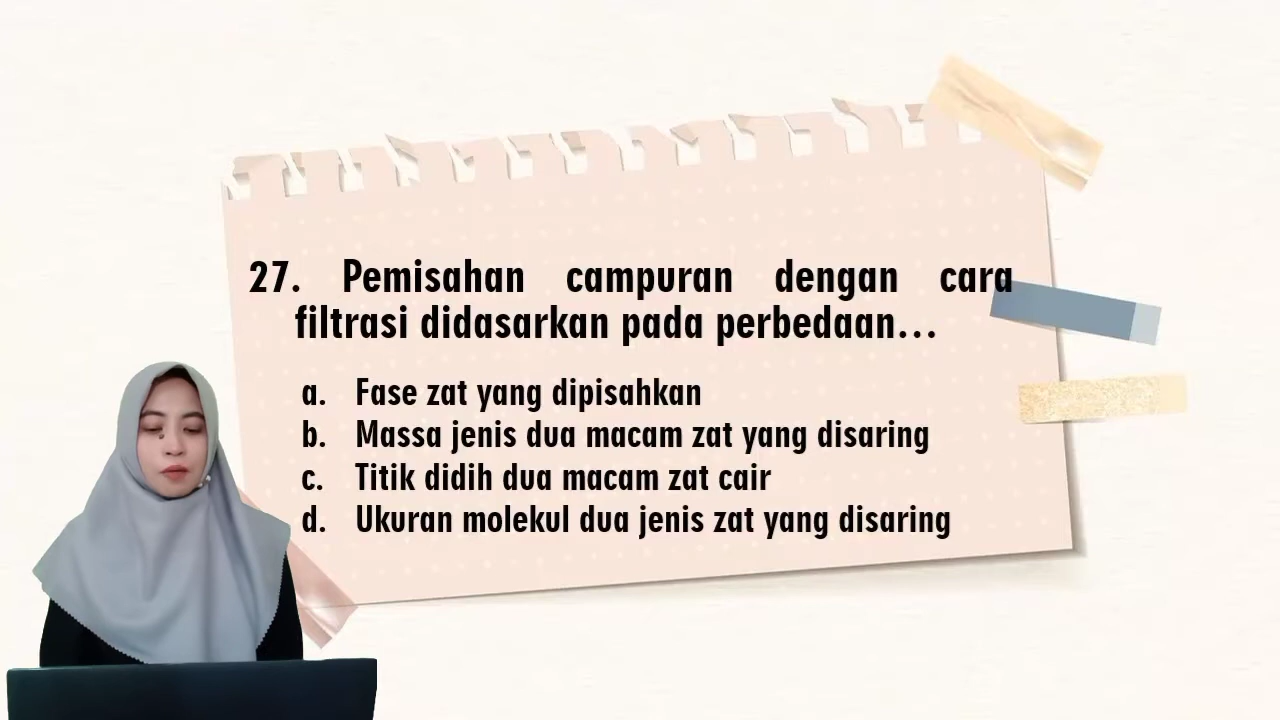 27. Pemisahan campuran dengan cara
filtrasi didasarkan pada perbedaan...
a. Fase zat yang dipisahkan
b. Massa jenis dua macam zat yang disaring
c. Titik didih dua macam zat cair
d. Ukuran molekul dua jenis zat yang disaring